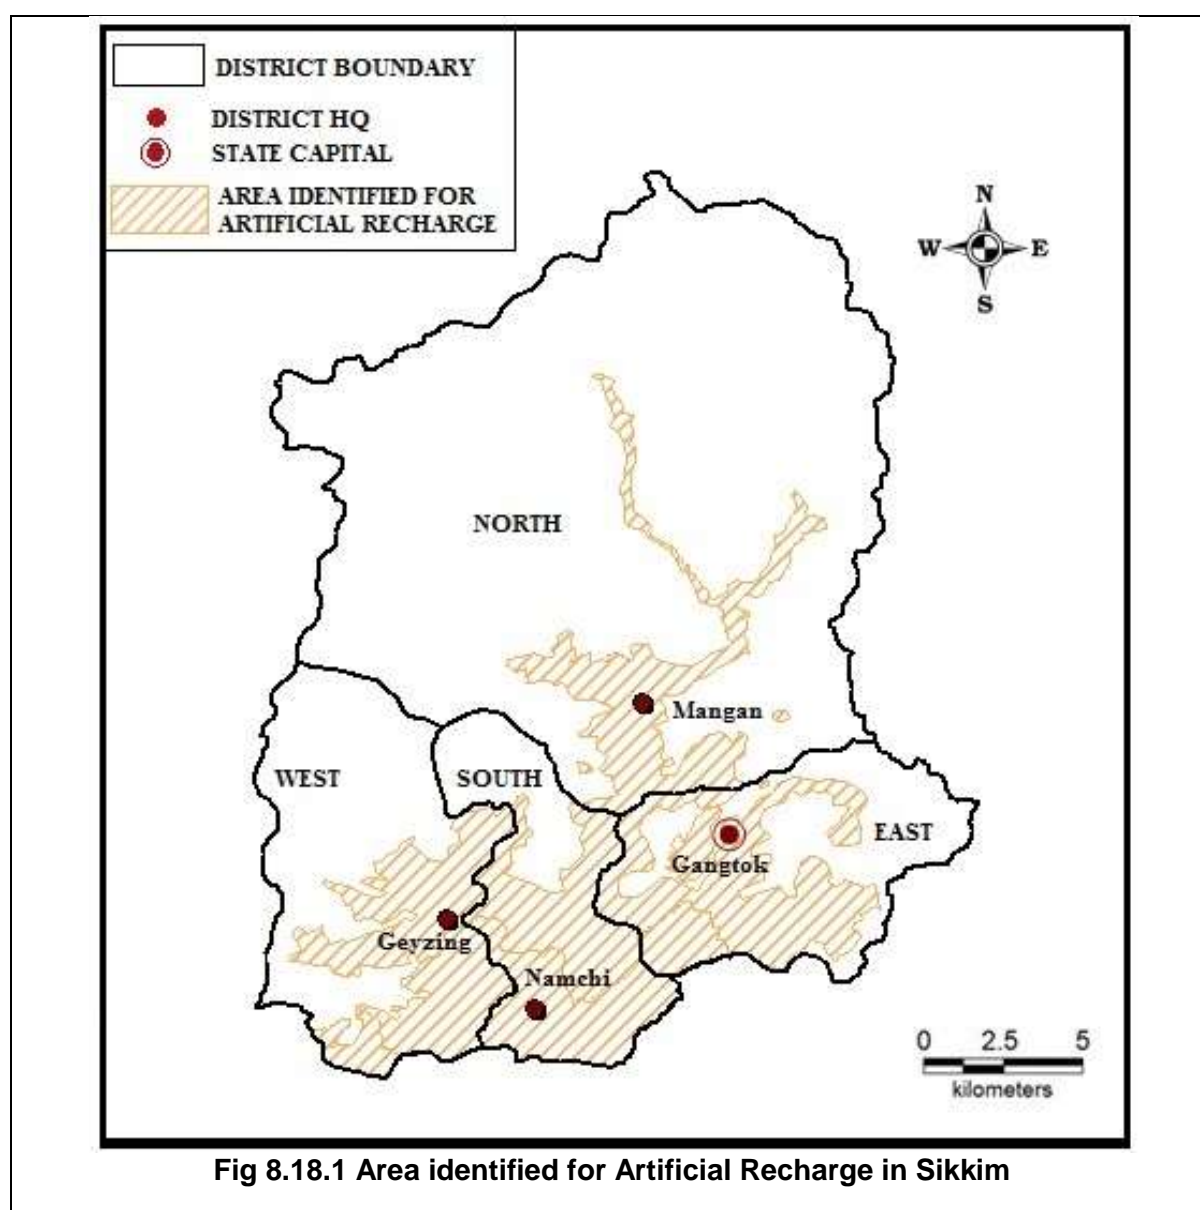 DISTRICT BOUNDARY
DISTRICT HQ
STATE CAPITAL
AREA IDENTIFIED FOR
ARTIFICIAL RECHARGE
N
W E
S
NORTH
Mangan
WEST
SOUTH
EAST
Gangtok
Geyzing
Namchi
0 2.5 5
kilometers
Fig 8.18.1 Area identified for Artificial Recharge in Sikkim